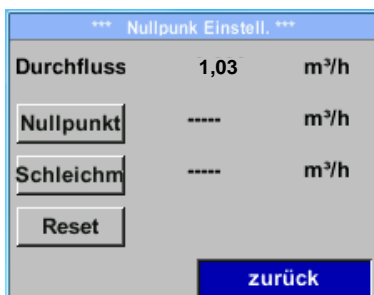 *** Nullpunk Einstell. ***
Durchfluss 1,03 m³/h
Nullpunkt ----- m³/h
Schleichm ----- m³/h
Reset
zurück